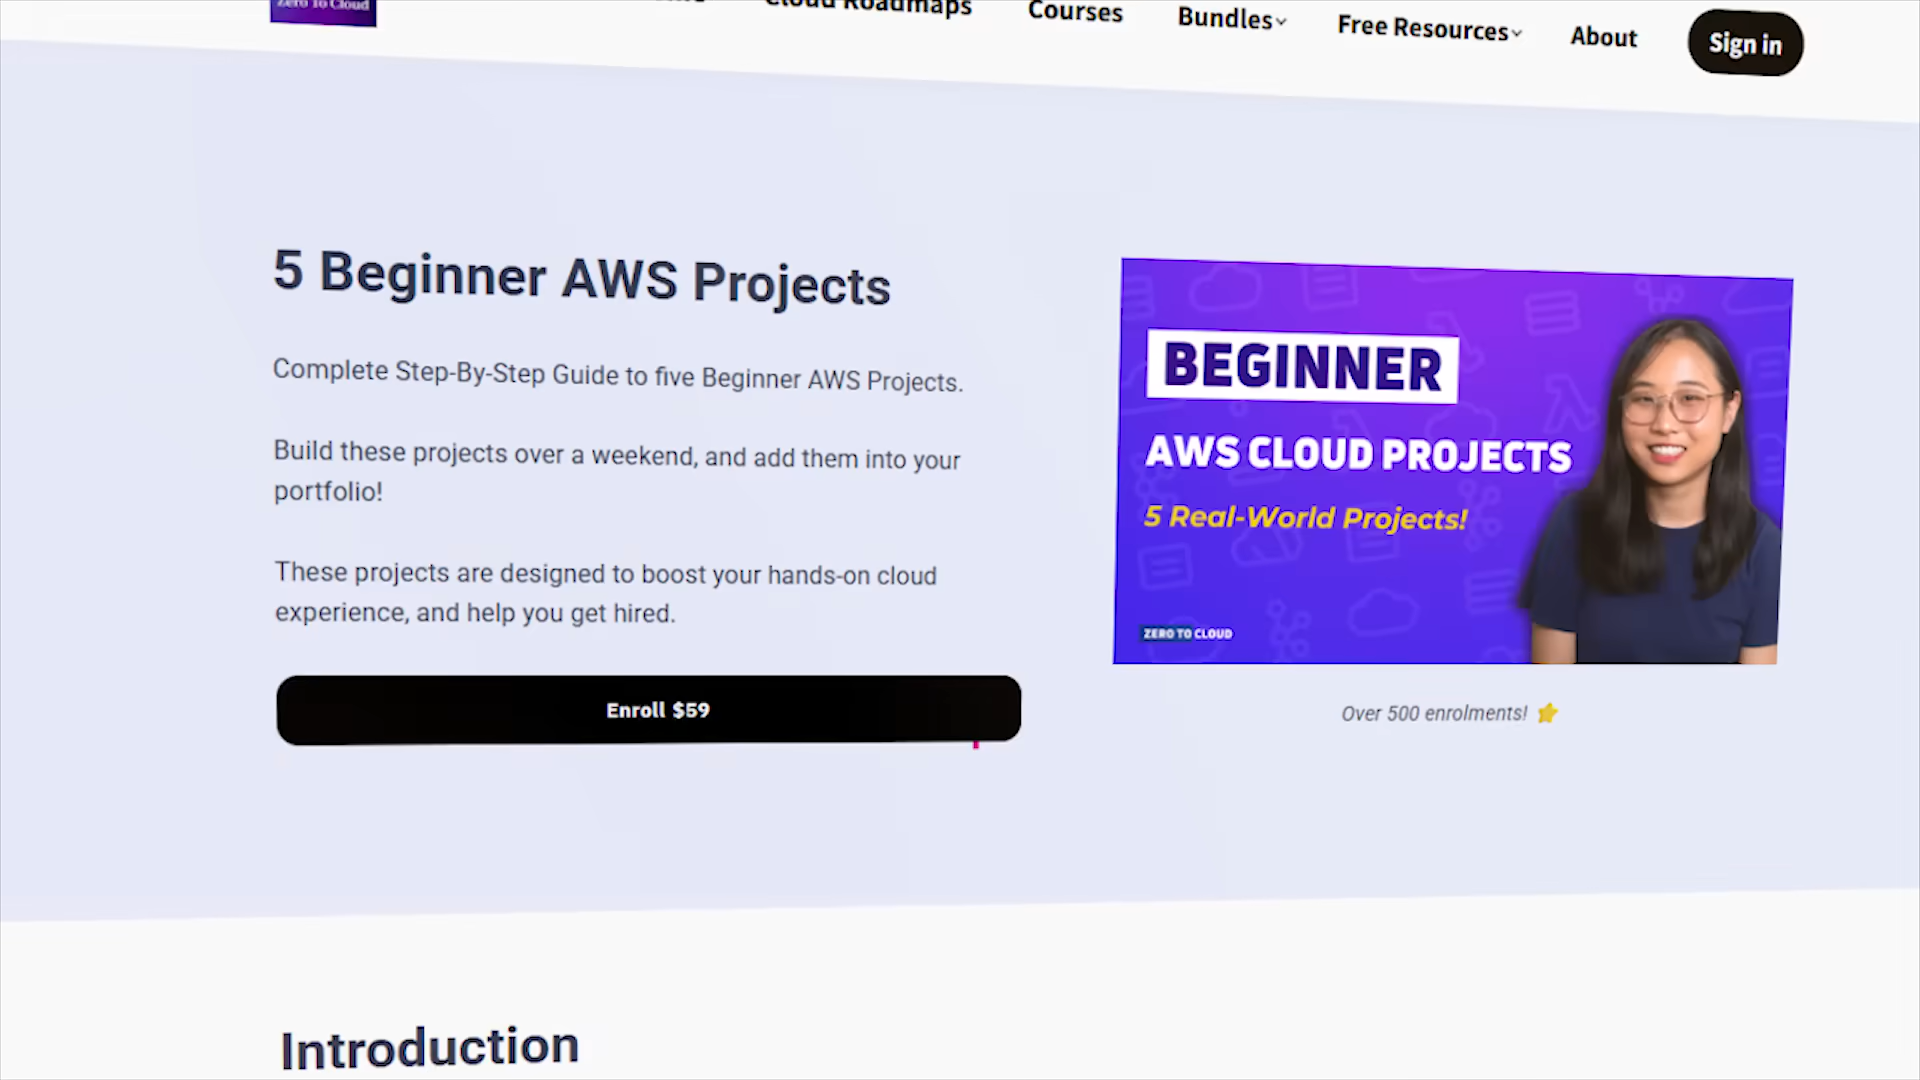 Zero To Cloud
Cloud Roadmaps
Courses
Bundles
Free Resources
About
Sign in
5 Beginner AWS Projects
Complete Step-By-Step Guide to five Beginner AWS Projects.
Build these projects over a weekend, and add them into your
portfolio!
These projects are designed to boost your hands-on cloud
experience, and help you get hired.
Enroll $59
BEGINNER
AWS CLOUD PROJECTS
5 Real-World Projects!
ZERO TO CLOUD
Over 500 enrolments!
Introduction